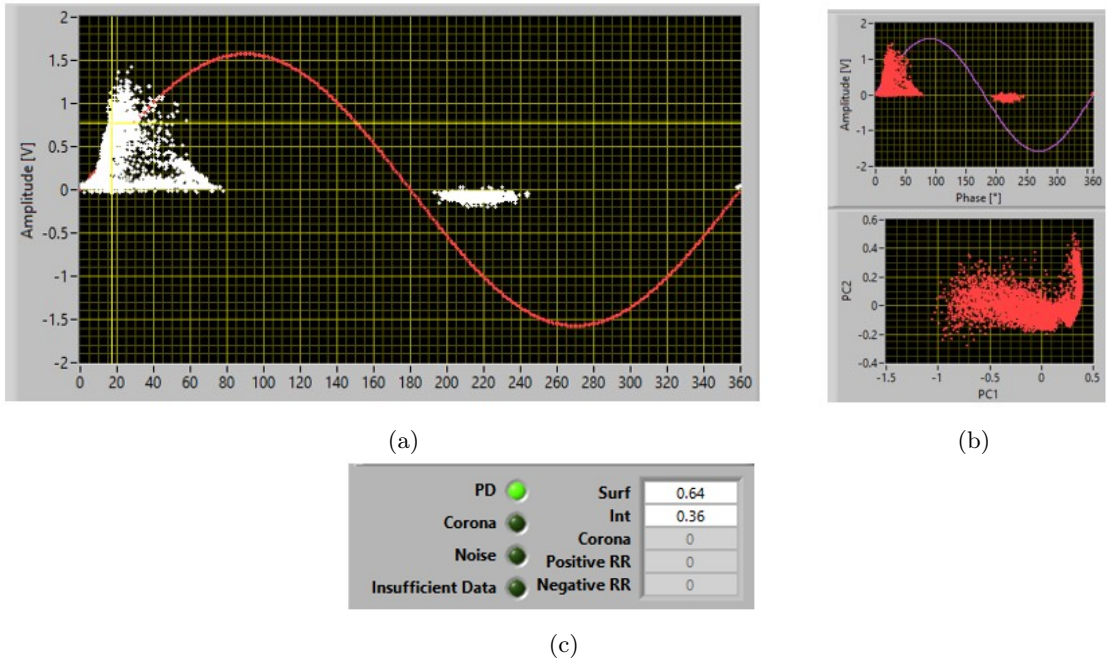 2
1.5
1
0.5
0
-0.5
-1
-1.5
-2
Amplitude [V]
0 20 40 60 80 100 120 140 160 180 200 220 240 260 280 300 320 340 360
(a)
2
1
0
-1
-2
Amplitude [V]
0 50 100 150 200 250 300 360
Phase [°]
0.6
0.4
0.2
0
-0.2
-0.4
PC2
-1.5 -1 -0.5 0 0.5
PC1
(b)
PD Surf 0.64
Corona Int 0.36
Noise Corona 0
Insufficient Data Positive RR 0
Negative RR 0
(c)